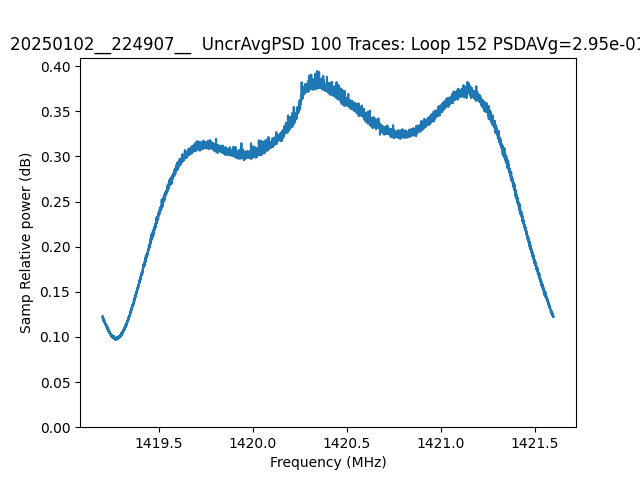 20250102__224907__ UncrAvgPSD 100 Traces: Loop 152 PSDAVg=2.95e-01
0.40
0.35
0.30
0.25
0.20
0.15
0.10
0.05
0.00
Samp Relative power (dB)
1419.5 1420.0 1420.5 1421.0 1421.5
Frequency (MHz)